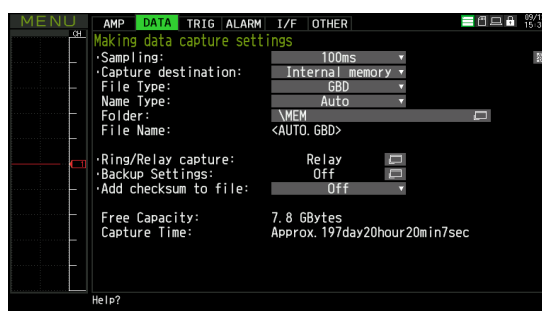 MENU AMP DATA TRIG ALARM I/F OTHER
CH
Making data capture settings
·Sampling: 100ms
·Capture destination: Internal memory
File Type: GBD
Name Type: Auto
Folder: \MEM
File Name: <AUTO.GBD>
·Ring/Relay capture: Relay
·Backup Settings: Off
·Add checksum to file: Off
Free Capacity: 7.8 GBytes
Capture Time: Approx. 197day20hour20min7sec
Help?